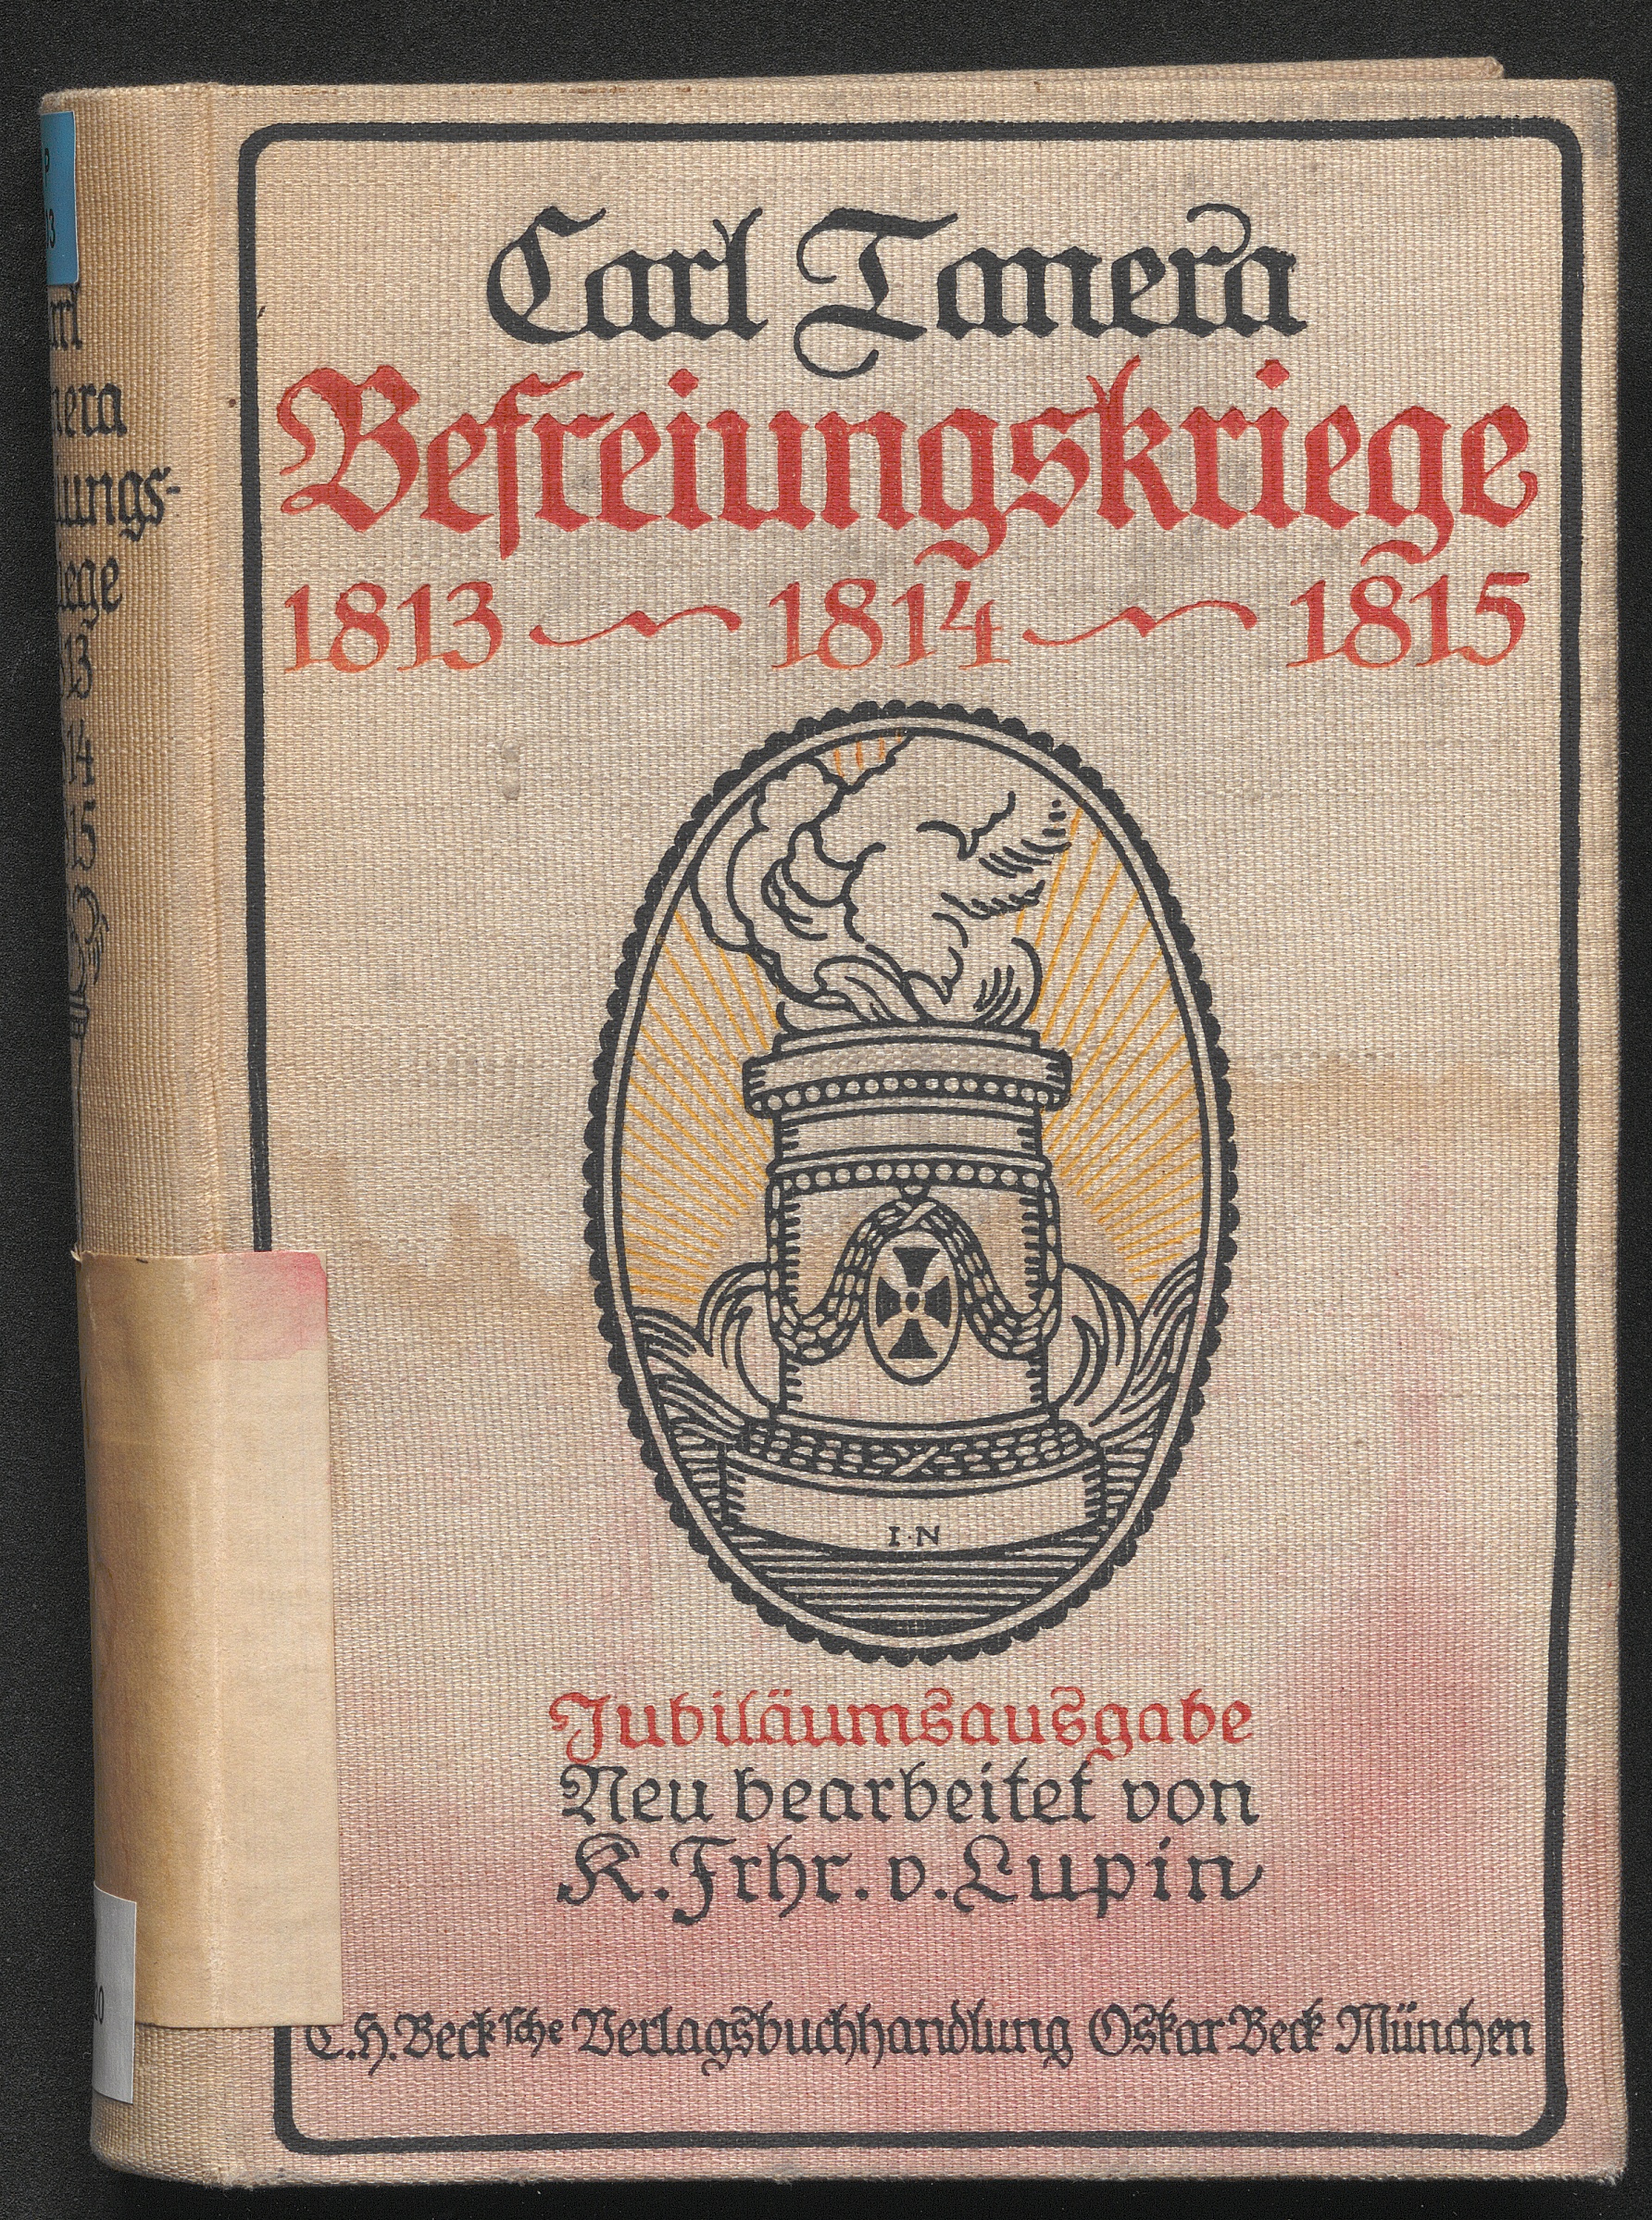 Carl Tanera
Befreiungskriege
1813 ~ 1814 ~ 1815
I·N
Jubiläumsausgabe
Neu bearbeitet von
K. Frhr. v. Lupin
C.H.Beck'sche Verlagsbuchhandlung Oskar Beck München